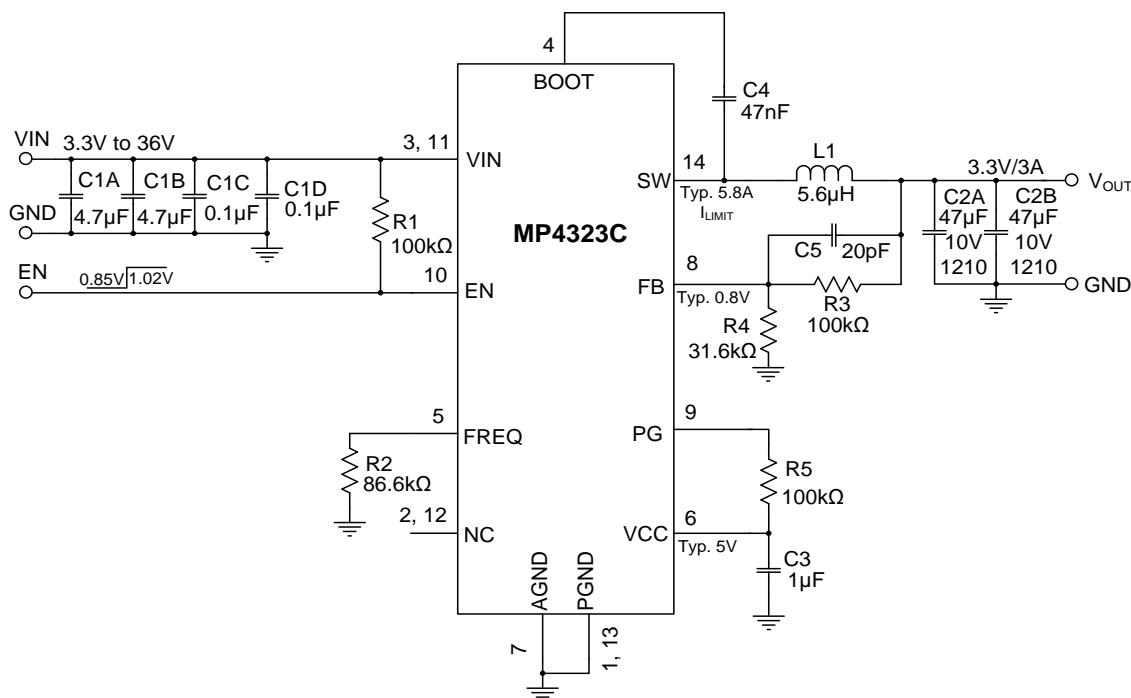 4
BOOT
C4
47nF
VIN
3.3V to 36V
3, 11
VIN
C1A
4.7µF
C1B
4.7µF
C1C
0.1µF
C1D
0.1µF
GND
R1
100kΩ
EN
0.85V
1.02V
10
EN
MP4323C
14
SW
Typ. 5.8A
I_LIMIT
L1
5.6µH
3.3V/3A
V_OUT
C2A
47µF
10V
1210
C2B
47µF
10V
1210
GND
C5
20pF
8
FB
Typ. 0.8V
R3
100kΩ
R4
31.6kΩ
5
FREQ
R2
86.6kΩ
9
PG
R5
100kΩ
2, 12
NC
6
VCC
Typ. 5V
C3
1µF
AGND
PGND
7
1, 13